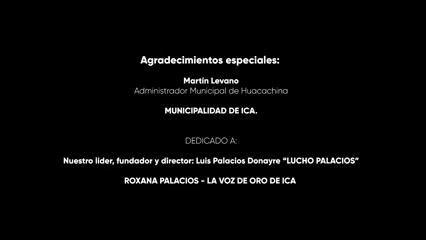 Agradecimientos especiales:
Martin Levano
Administrador Municipal de Huacachina
MUNICIPALIDAD DE ICA.
DEDICADO A:
Nuestro líder, fundador y director: Luis Palacios Donayre “LUCHO PALACIOS”
ROXANA PALACIOS - LA VOZ DE ORO DE ICA